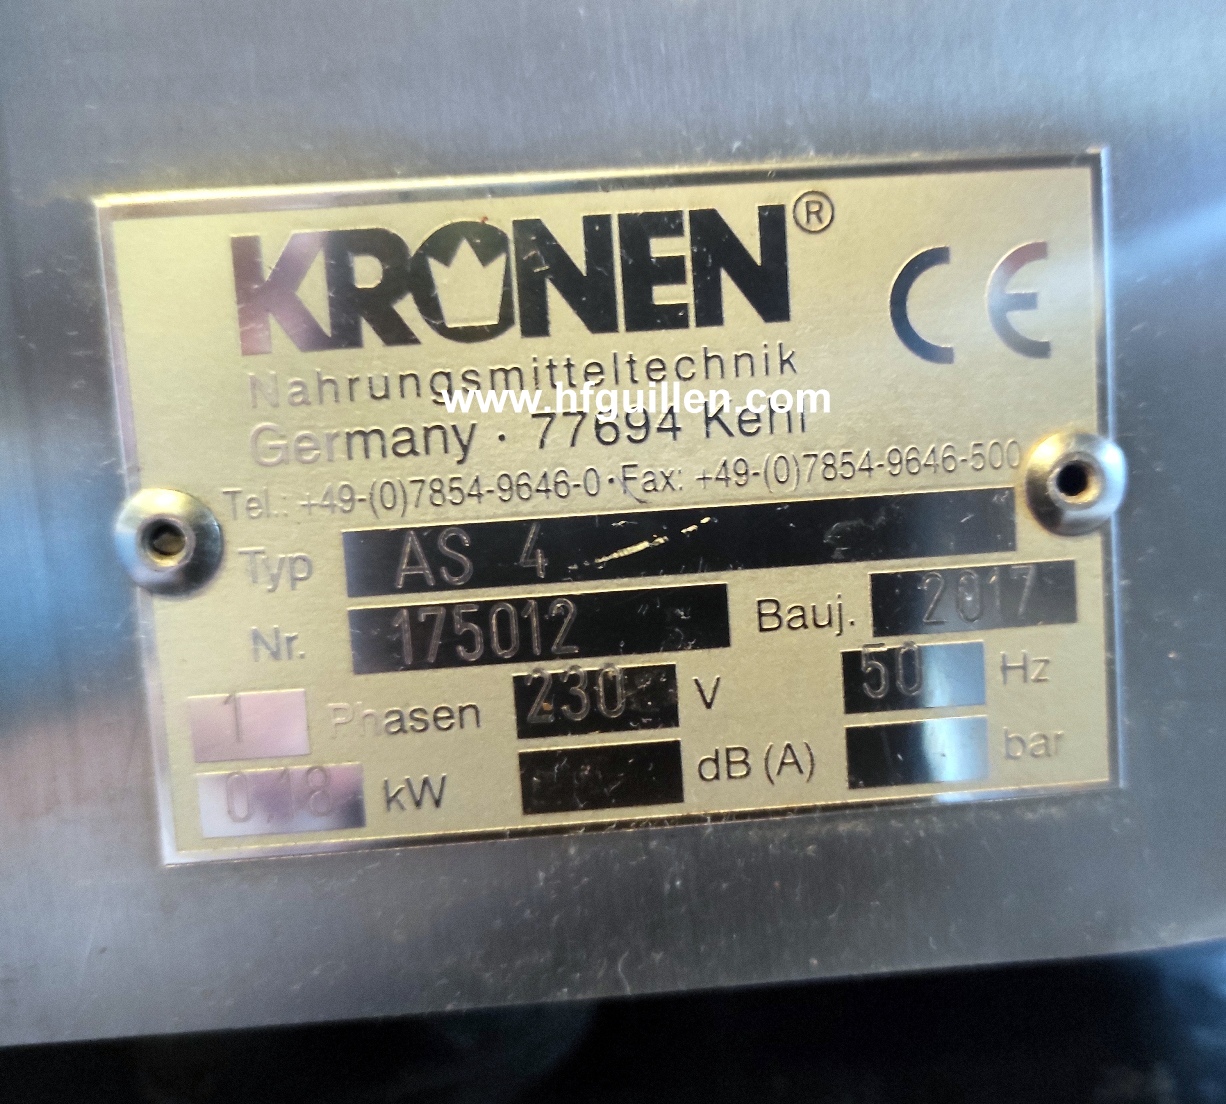 KRONEN®
CE
Nahrungsmitteltechnik
www.hfguillen.com
Germany · 77694 Kehl
Tel.: +49-(0)7854-9646-0 · Fax: +49-(0)7854-9646-500
Typ AS 4
Nr. 175012 Bauj. 2017
1 Phasen 230 V 50 Hz
0,18 kW dB (A) bar